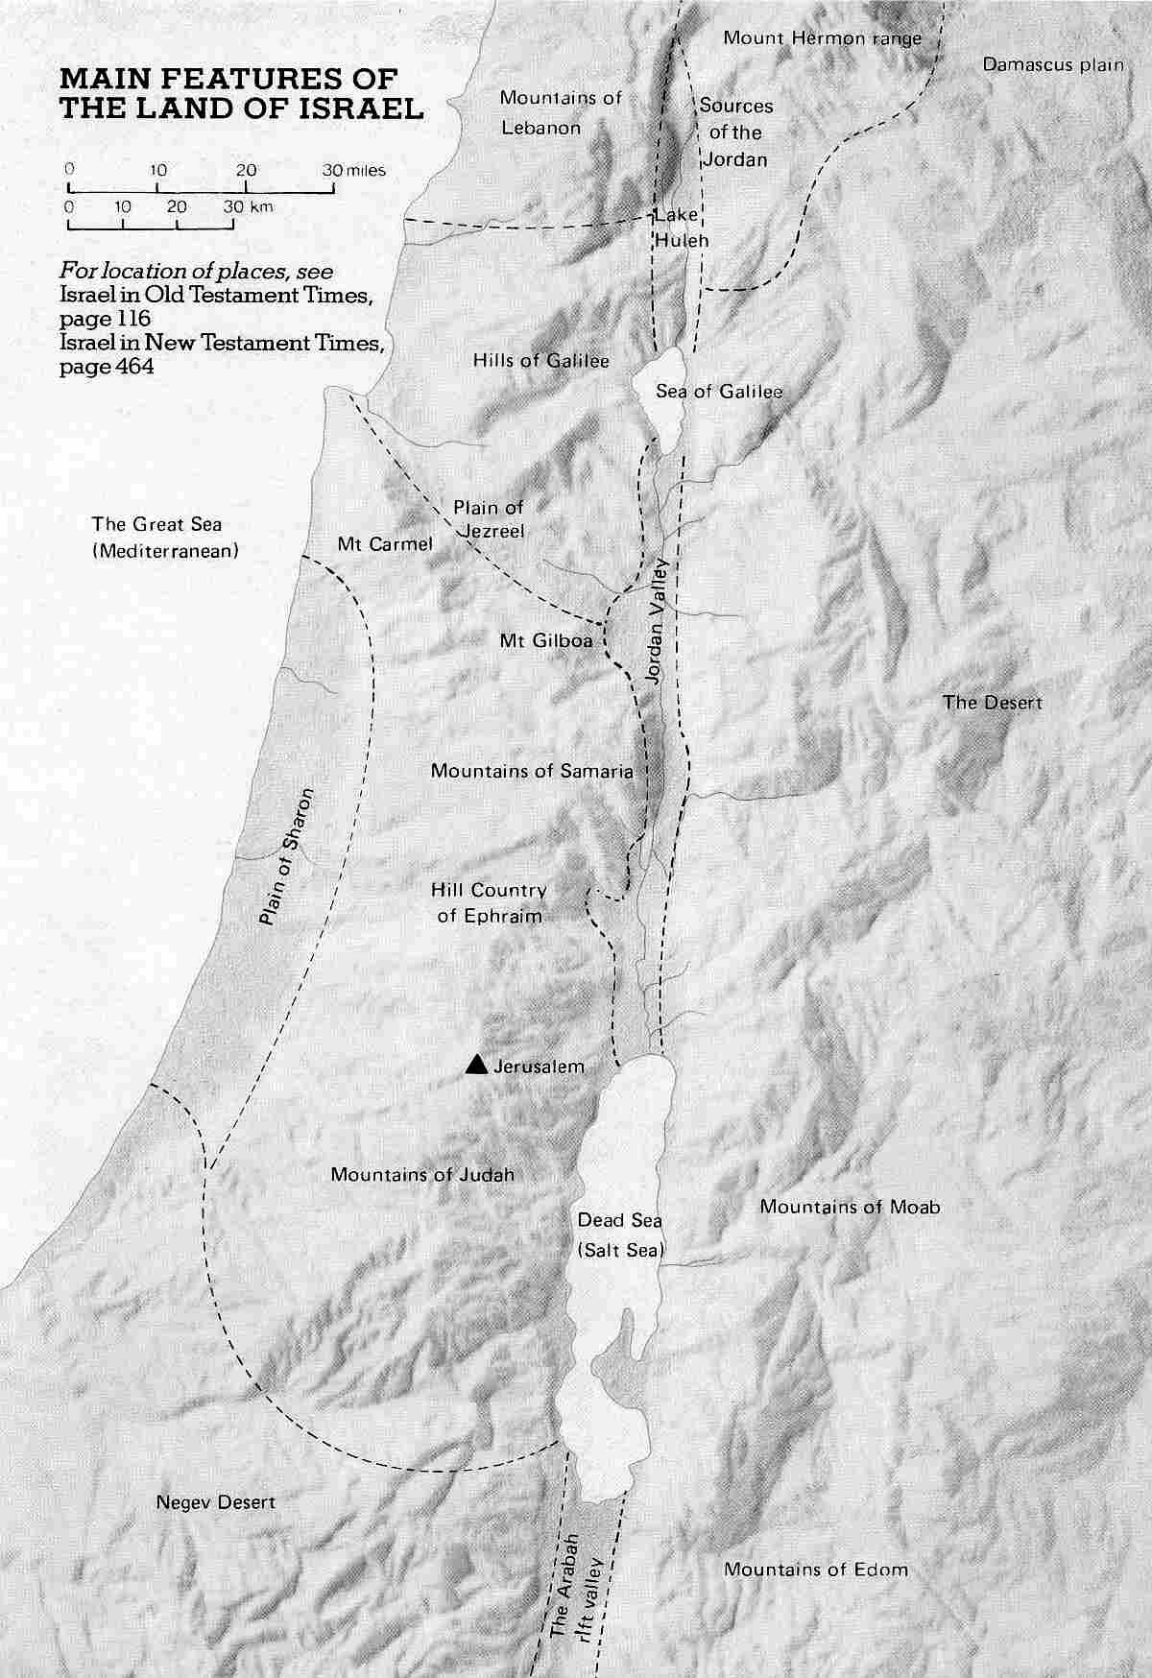 MAIN FEATURES OF
THE LAND OF ISRAEL
0 10 20 30 miles
0 10 20 30 km
For location of places, see
Israel in Old Testament Times,
page 116
Israel in New Testament Times,
page 464
Mount Hermon range
Damascus plain
Mountains of
Lebanon
Sources
of the
Jordan
Lake
Huleh
Hills of Galilee
Sea of Galilee
The Great Sea
(Mediterranean)
Plain of
Jezreel
Mt Carmel
Mt Gilboa
Jordan Valley
The Desert
Mountains of Samaria
Plain of Sharon
Hill Country
of Ephraim
Jerusalem
Mountains of Judah
Dead Sea
(Salt Sea)
Mountains of Moab
Negev Desert
The Arabah
rift valley
Mountains of Edom